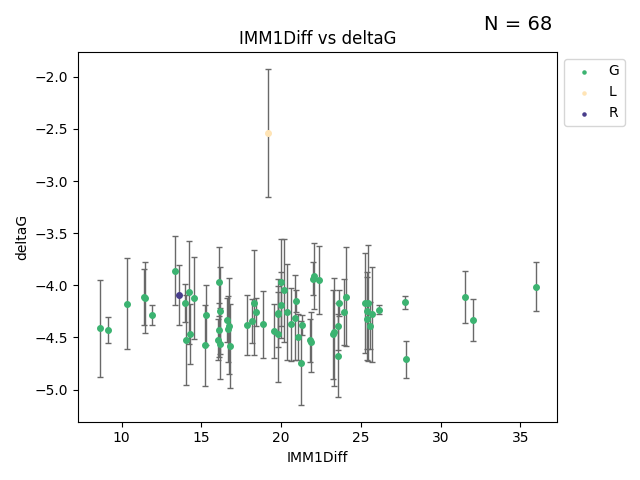 N = 68
IMM1Diff vs deltaG
G
L
R
deltaG
−2.0
−2.5
−3.0
−3.5
−4.0
−4.5
−5.0
10 15 20 25 30 35
IMM1Diff